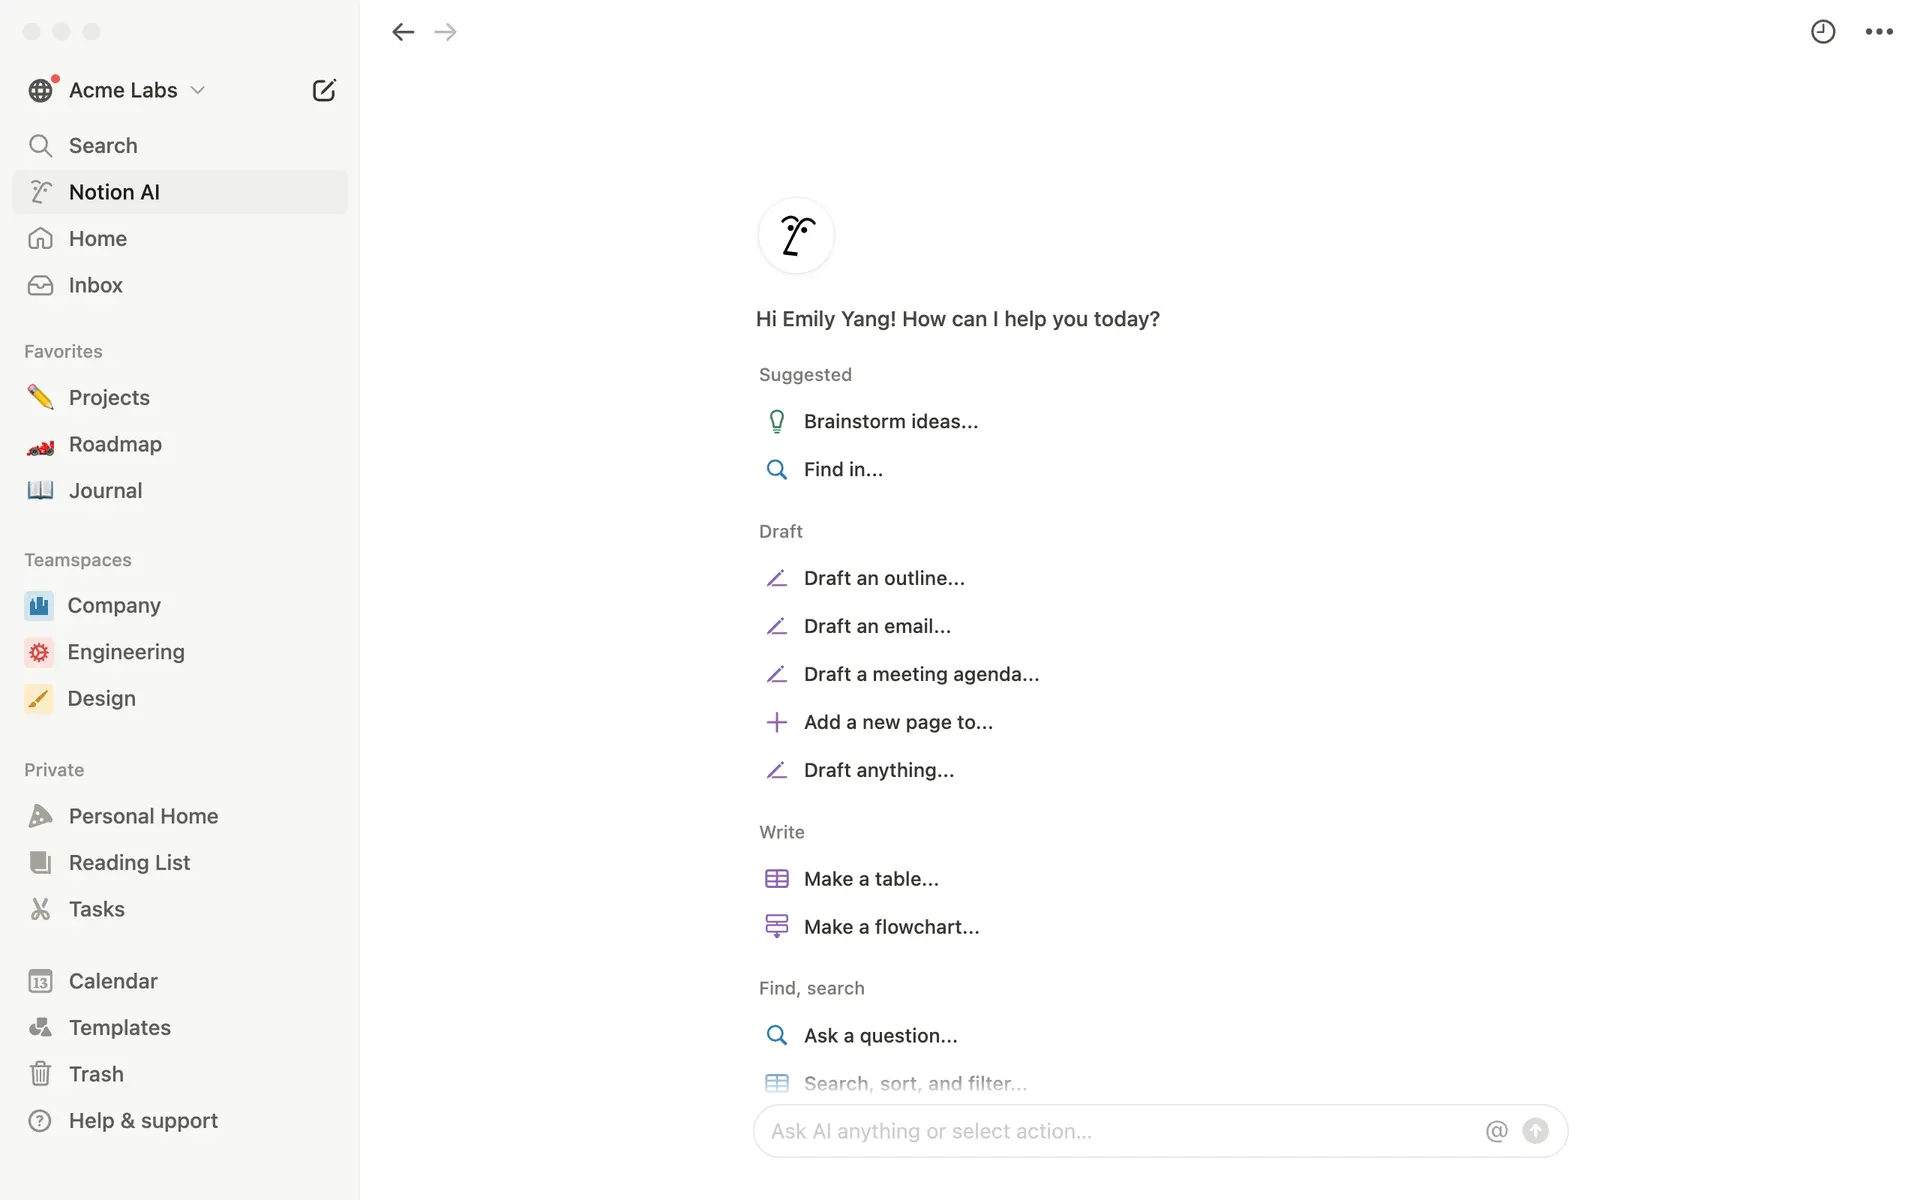 Acme Labs
Search
Notion AI
Home
Inbox
Favorites
Projects
Roadmap
Journal
Teamspaces
Company
Engineering
Design
Private
Personal Home
Reading List
Tasks
13
Calendar
Templates
Trash
?
Help & support
Hi Emily Yang! How can I help you today?
Suggested
Brainstorm ideas...
Find in...
Draft
Draft an outline...
Draft an email...
Draft a meeting agenda...
Add a new page to...
Draft anything...
Write
Make a table...
Make a flowchart...
Find, search
Ask a question...
Search, sort, and filter...
Ask AI anything or select action...
@